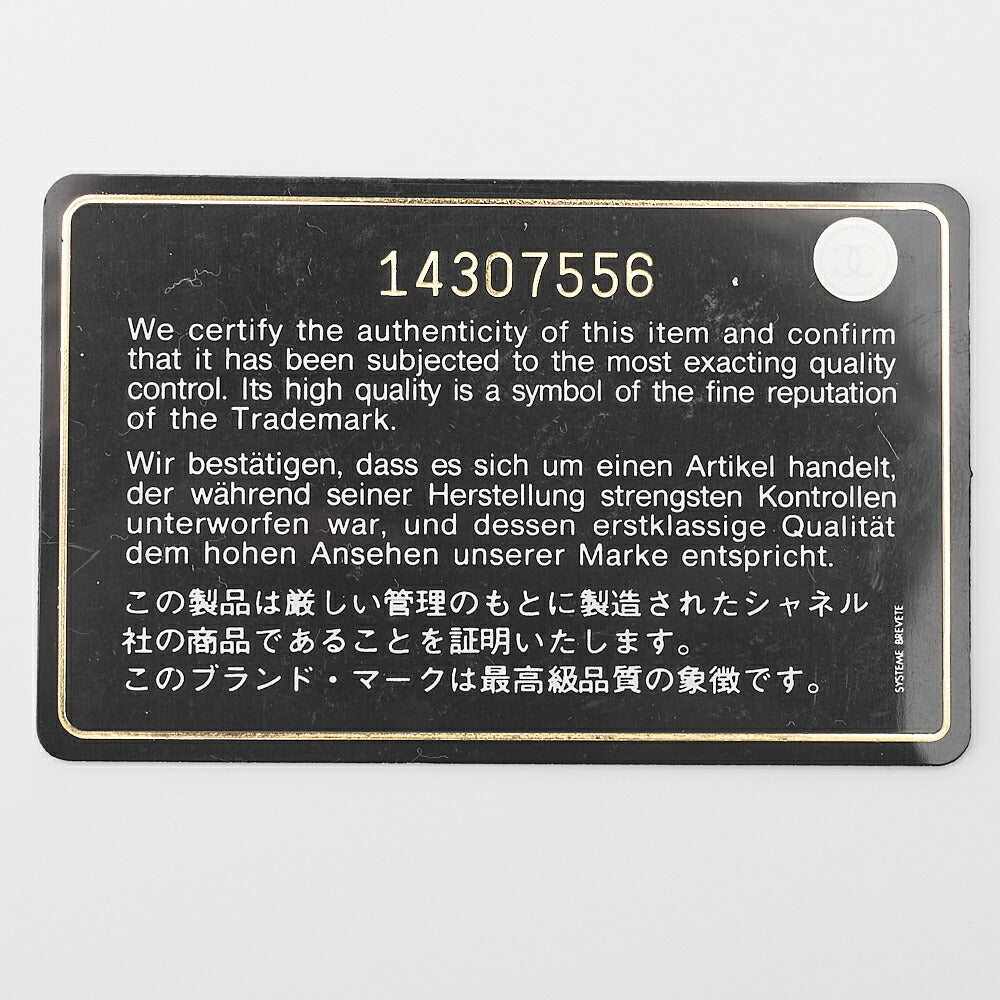 14307556
We certify the authenticity of this item and confirm
that it has been subjected to the most exacting quality
control. Its high quality is a symbol of the fine reputation
of the Trademark.
Wir bestätigen, dass es sich um einen Artikel handelt,
der während seiner Herstellung strengsten Kontrollen
unterworfen war, und dessen erstklassige Qualität
dem hohen Ansehen unserer Marke entspricht.
この製品は厳しい管理のもとに製造されたシャネル
社の商品であることを証明いたします。
このブランド・マークは最高級品質の象徴です。
SYSTEME BREVETE